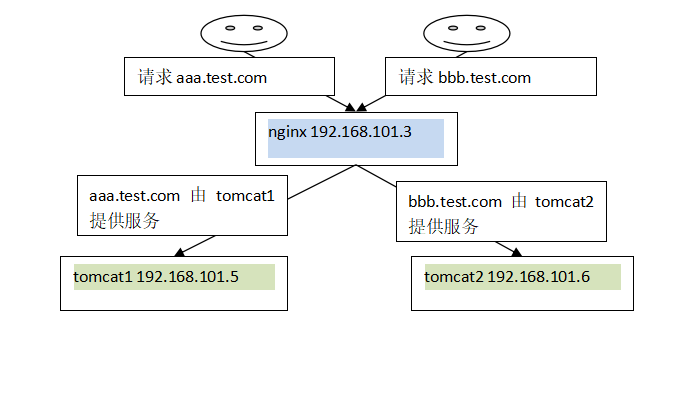 请求 aaa.test.com
请求 bbb.test.com
nginx 192.168.101.3
aaa.test.com 由 tomcat1
提供服务
bbb.test.com 由 tomcat2
提供服务
tomcat1 192.168.101.5
tomcat2 192.168.101.6